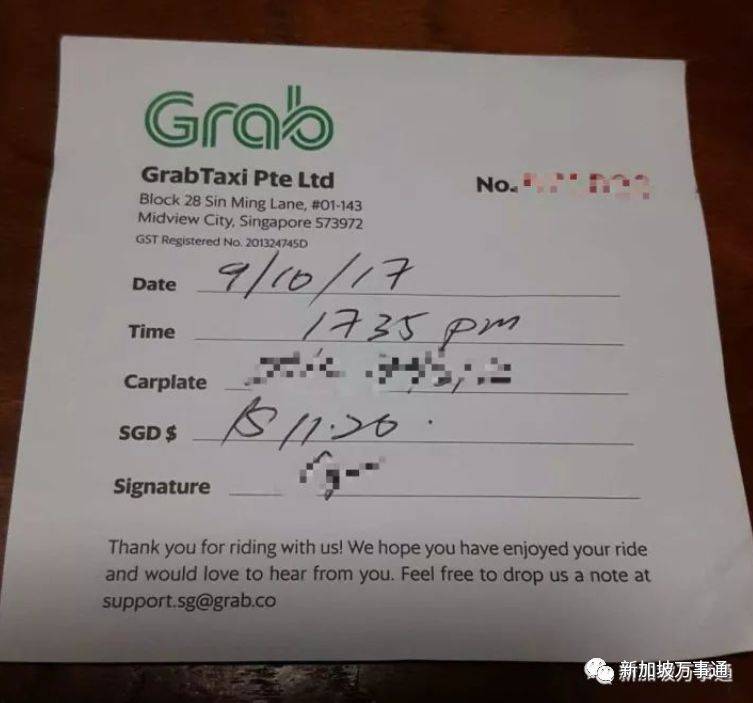 Grab
GrabTaxi Pte Ltd
No.
Block 28 Sin Ming Lane, #01-143
Midview City, Singapore 573972
GST Registered No. 201324745D
Date 9/10/17
Time 1735 pm
Carplate
SGD $ $11.20
Signature
Thank you for riding with us! We hope you have enjoyed your ride
and would love to hear from you. Feel free to drop us a note at
support.sg@grab.co
新加坡万事通